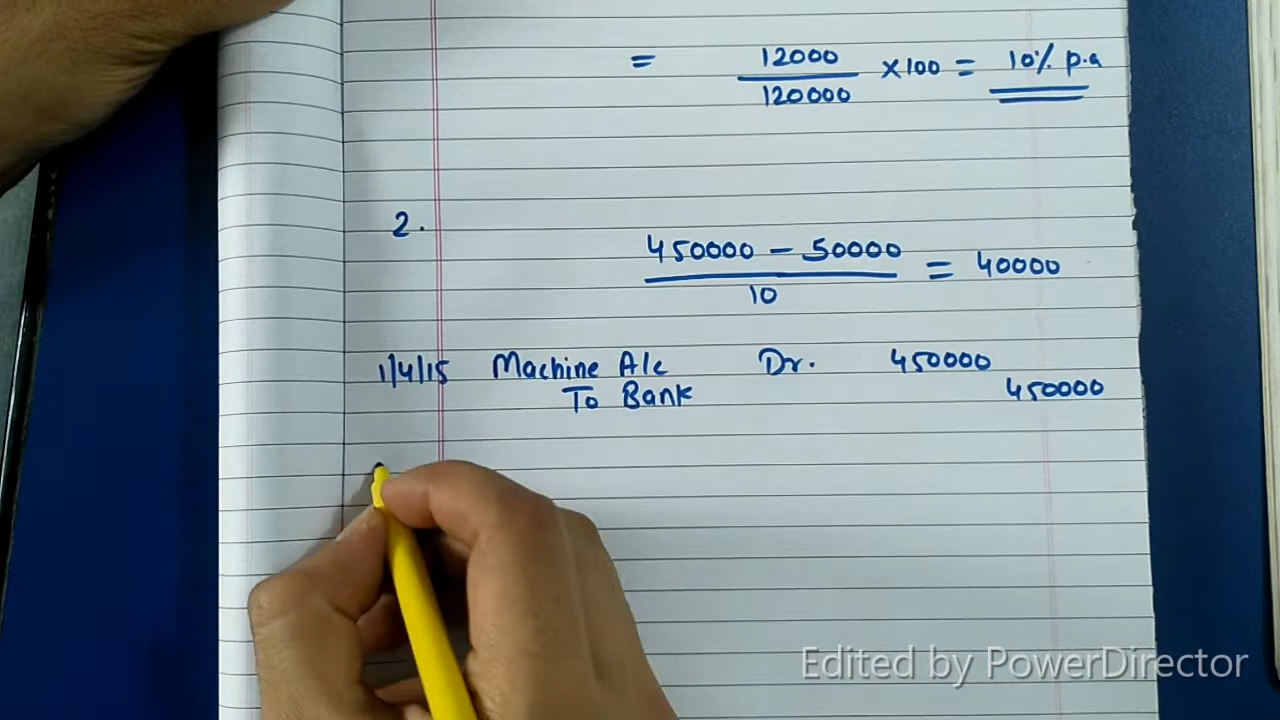 = 12000 / 120000 ×100 = 10% p.a
2.
450000 - 50000 / 10 = 40000
1/4/15 Machine A/c Dr. 450000
To Bank 450000
Edited by PowerDirector